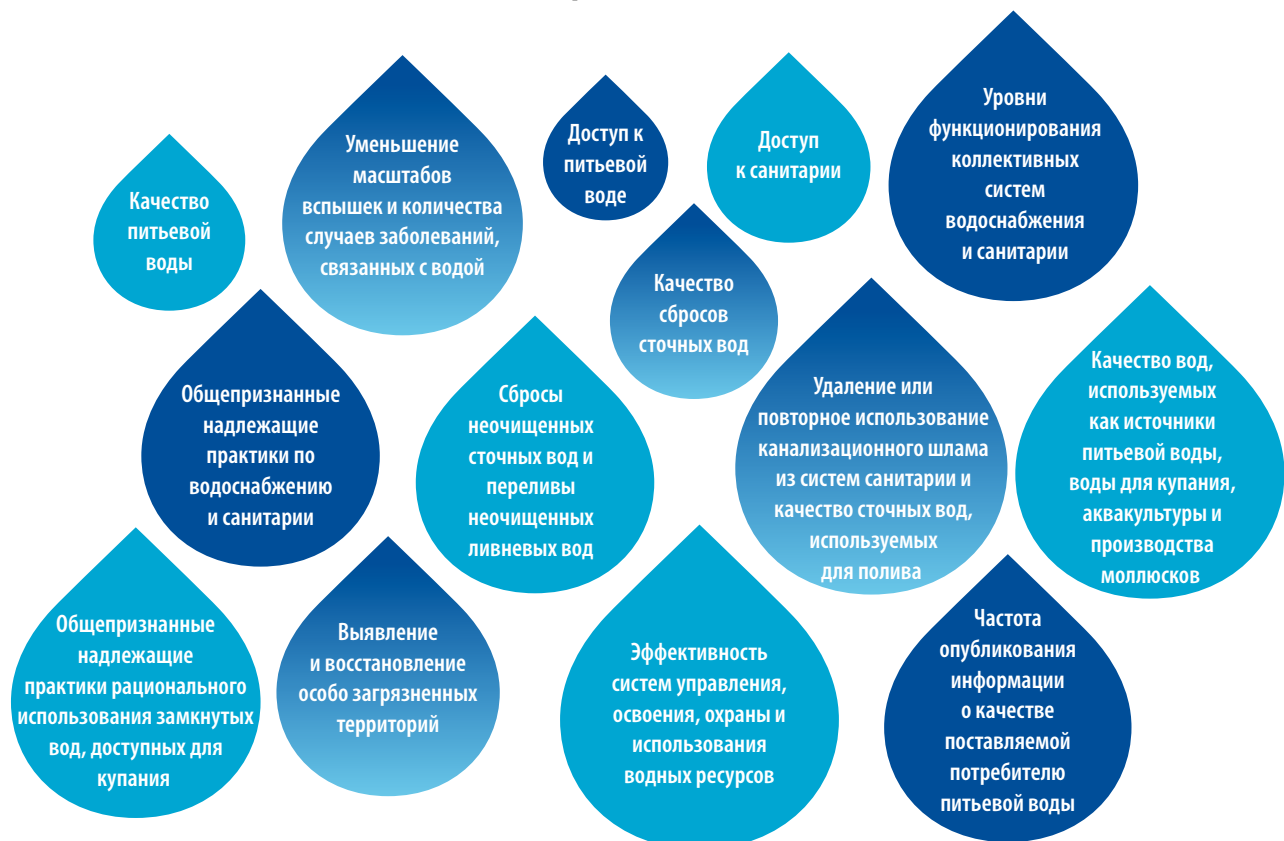 Качество
питьевой
воды
Уменьшение
масштабов
вспышек и количества
случаев заболеваний,
связанных с водой
Доступ к
питьевой
воде
Доступ
к санитарии
Уровни
функционирования
коллективных
систем
водоснабжения
и санитарии
Качество
сбросов
сточных вод
Общепризнанные
надлежащие
практики по
водоснабжению
и санитарии
Сбросы
неочищенных
сточных вод и
переливы
неочищенных
ливневых вод
Удаление или
повторное использование
канализационного шлама
из систем санитарии и
качество сточных вод,
используемых
для полива
Качество вод,
используемых
как источники
питьевой воды,
воды для купания,
аквакультуры и
производства
моллюсков
Общепризнанные
надлежащие
практики рационального
использования замкнутых
вод, доступных для
купания
Выявление
и восстановление
особо загрязненных
территорий
Эффективность
систем управления,
освоения, охраны и
использования
водных ресурсов
Частота
опубликования
информации
о качестве
поставляемой
потребителю
питьевой воды